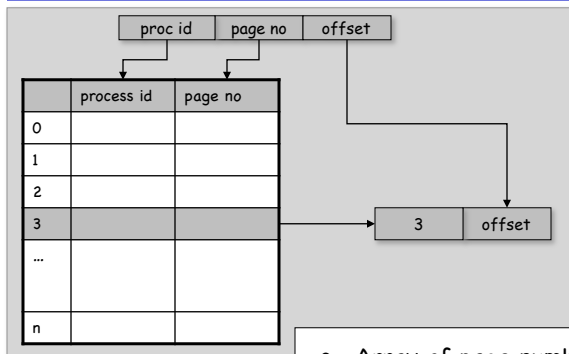 proc id page no offset
process id page no
0
1
2
3
3 offset
...
n